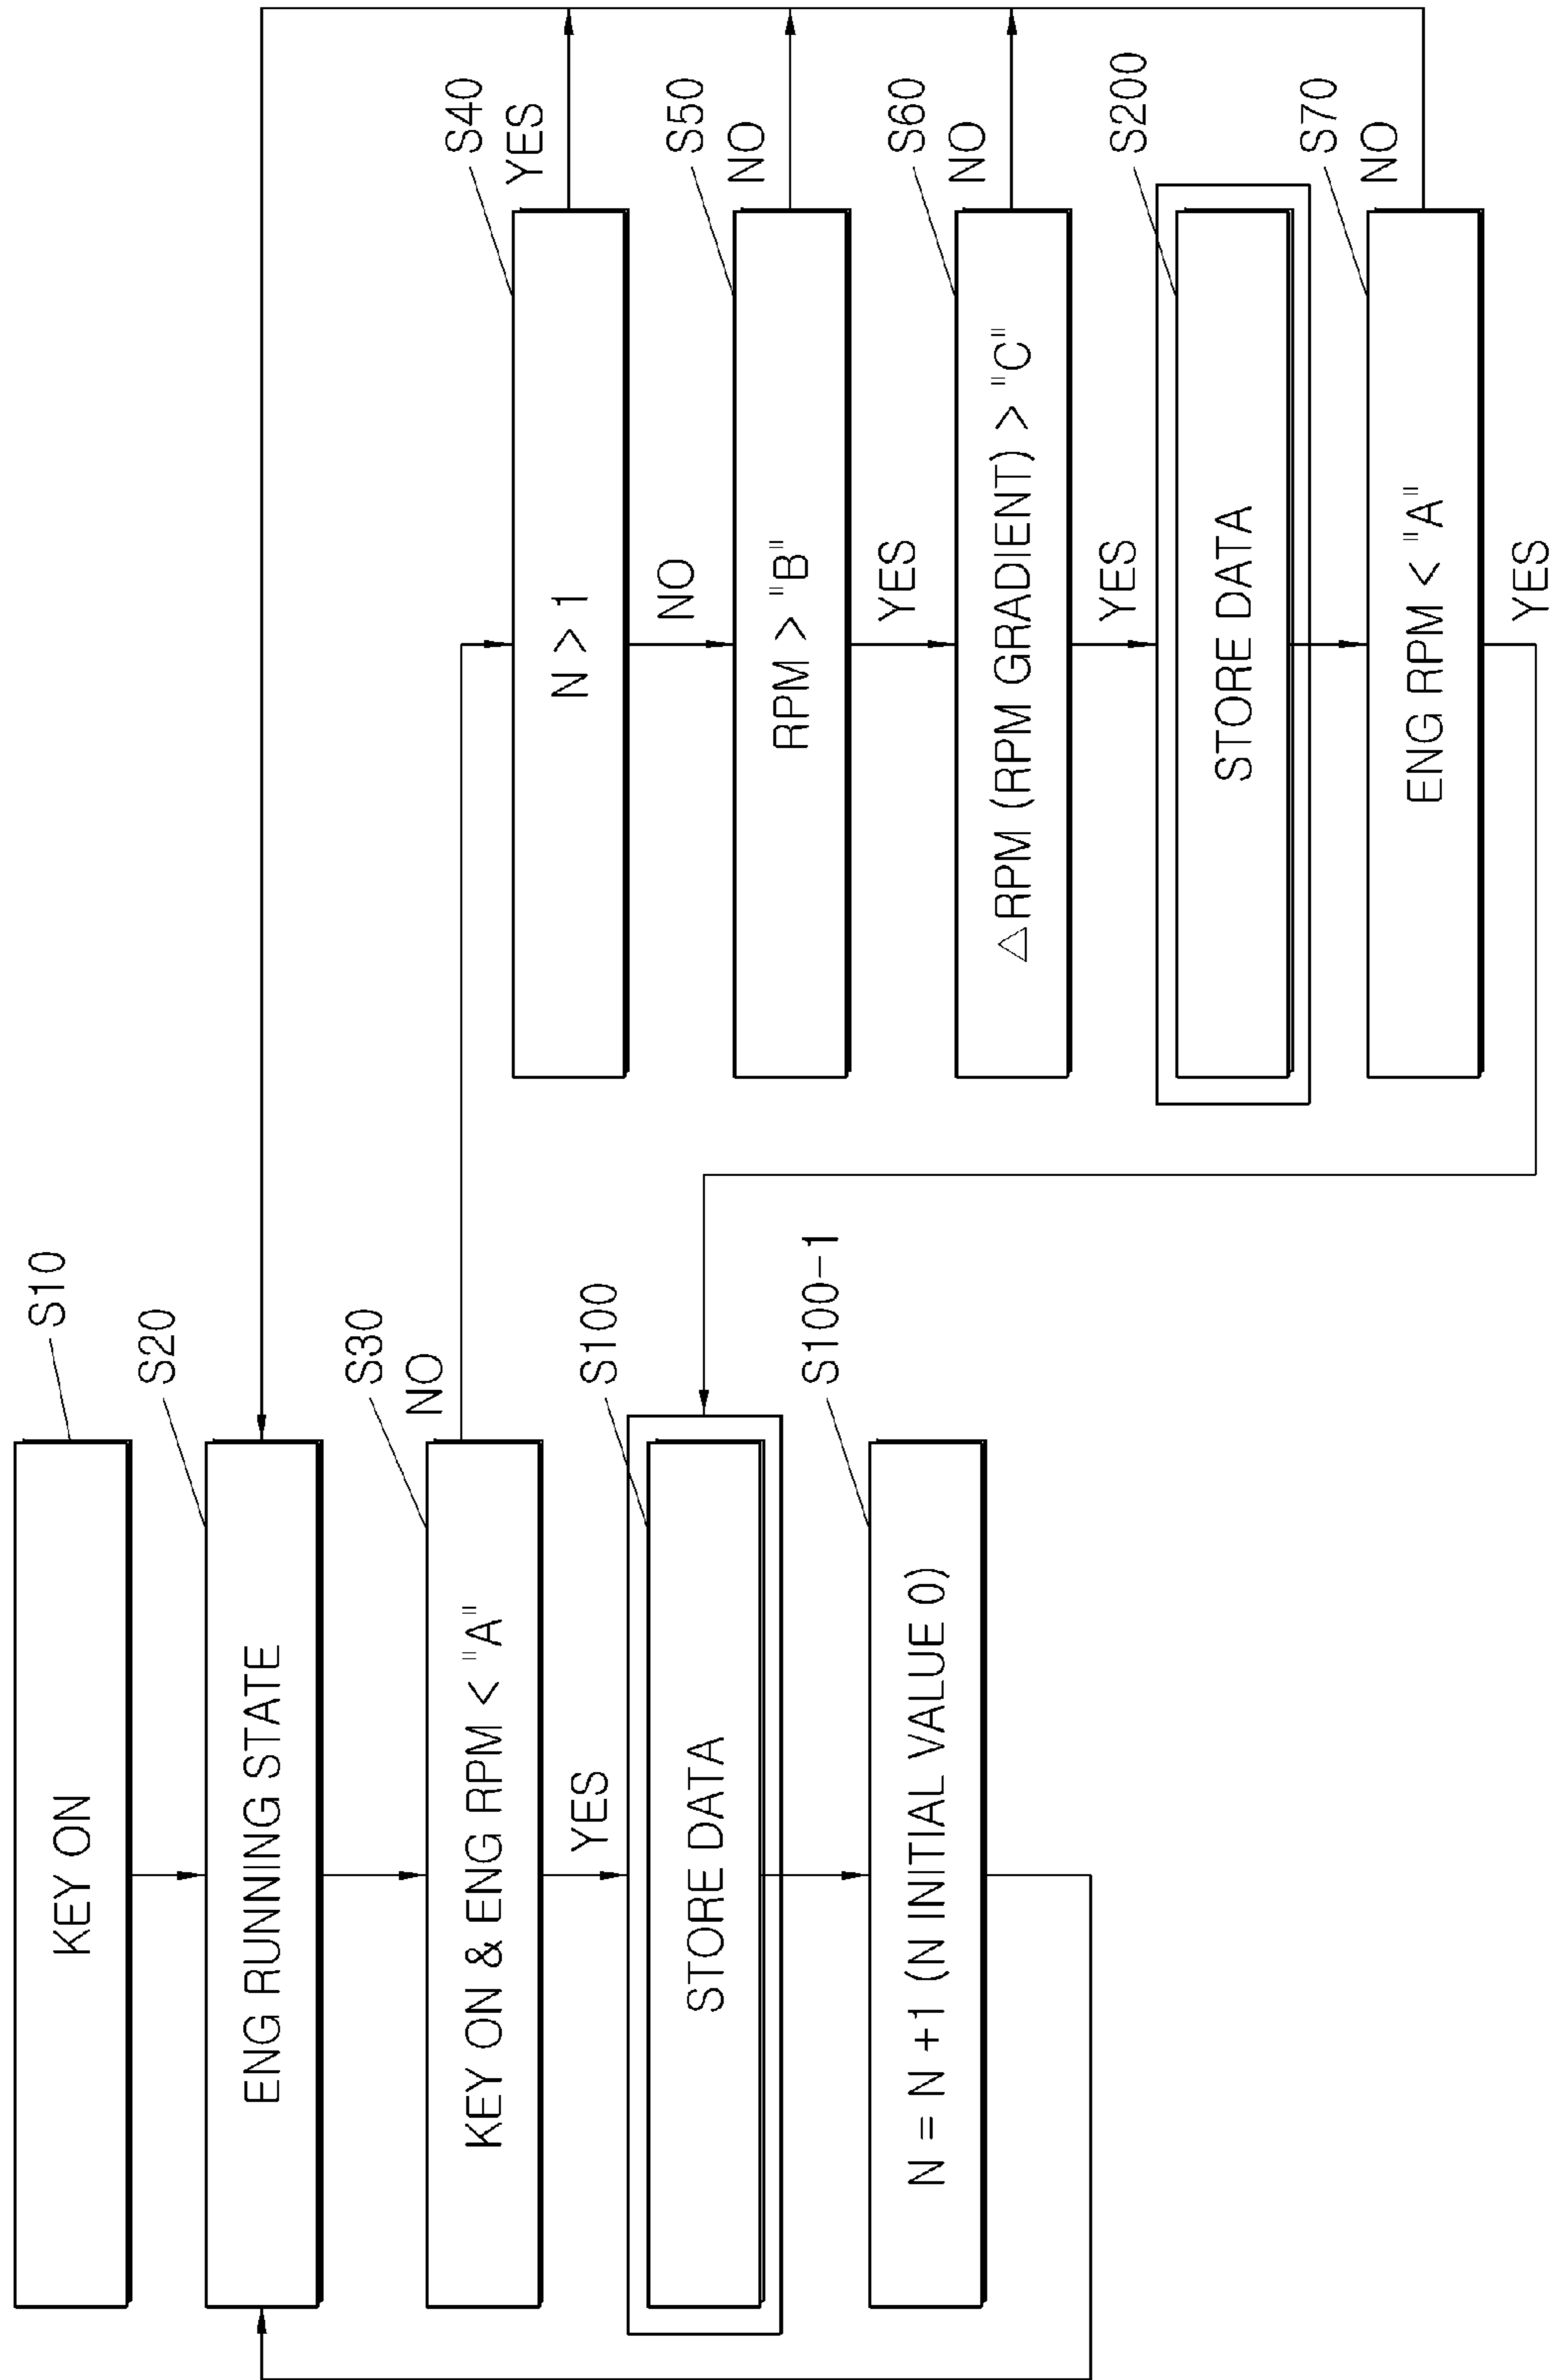 KEY ON
S10
ENG RUNNING STATE
S20
KEY ON & ENG RPM < "A"
S30
NO
YES
STORE DATA
S100
N = N +1 (N INITIAL VALUE 0)
S100-1
N >1
S40
YES
NO
RPM > "B"
S50
NO
YES
△RPM (RPM GRADIENT) > "C"
S60
NO
YES
STORE DATA
S200
ENG RPM < "A"
S70
NO
YES